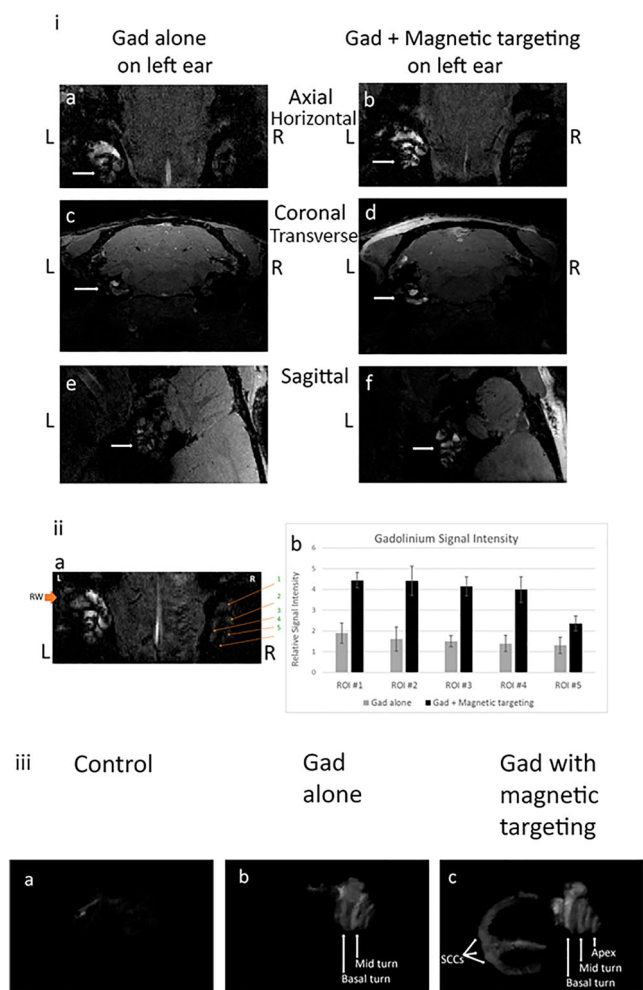 i
Gad alone
on left ear
Gad + Magnetic targeting
on left ear
a
Axial
Horizontal
b
L
R
L
R
c
Coronal
Transverse
d
L
R
L
R
e
Sagittal
f
L
L
ii
a
L
R
RW
1
2
3
4
5
L
R
b
Gadolinium Signal Intensity
Relative Signal Intensity
6
5
4
3
2
1
0
ROI #1
ROI #2
ROI #3
ROI #4
ROI #5
Gad alone
Gad + Magnetic targeting
iii
Control
Gad
alone
Gad with
magnetic
targeting
a
b
Mid turn
Basal turn
c
SCCs
Apex
Mid turn
Basal turn